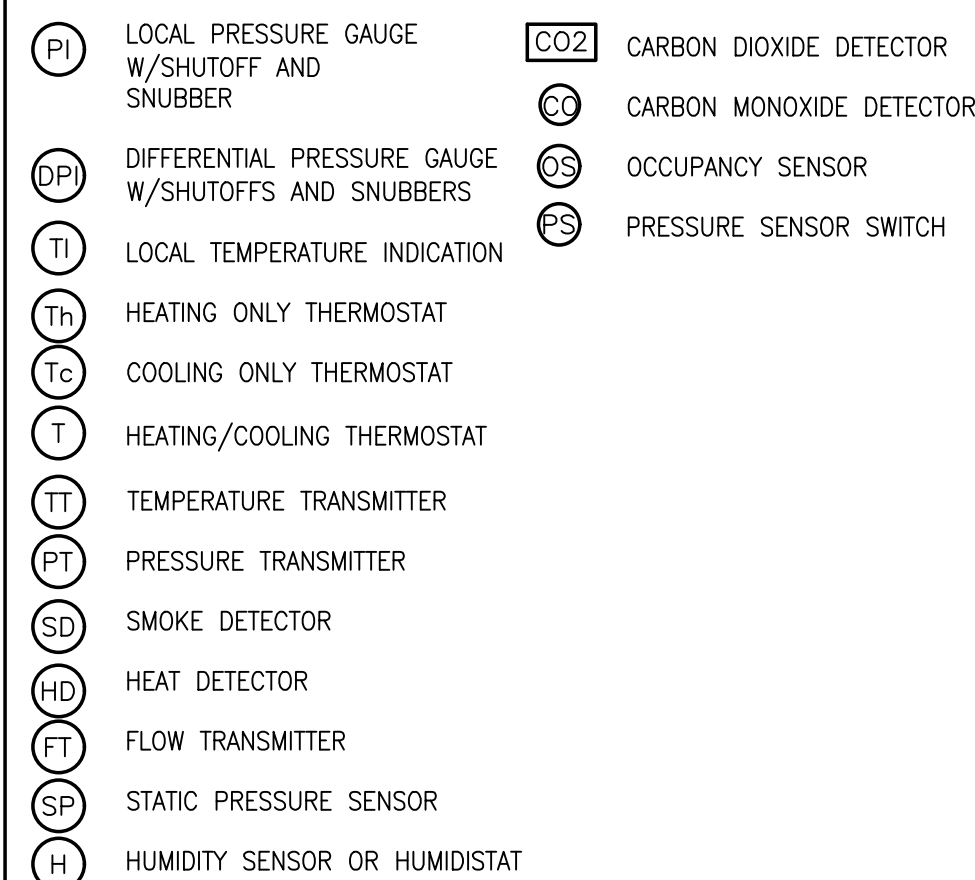 PI LOCAL PRESSURE GAUGE
W/SHUTOFF AND
SNUBBER
DPI DIFFERENTIAL PRESSURE GAUGE
W/SHUTOFFS AND SNUBBERS
TI LOCAL TEMPERATURE INDICATION
Th HEATING ONLY THERMOSTAT
Tc COOLING ONLY THERMOSTAT
T HEATING/COOLING THERMOSTAT
TT TEMPERATURE TRANSMITTER
PT PRESSURE TRANSMITTER
SD SMOKE DETECTOR
HD HEAT DETECTOR
FT FLOW TRANSMITTER
SP STATIC PRESSURE SENSOR
H HUMIDITY SENSOR OR HUMIDISTAT
CO2 CARBON DIOXIDE DETECTOR
CO CARBON MONOXIDE DETECTOR
OS OCCUPANCY SENSOR
PS PRESSURE SENSOR SWITCH